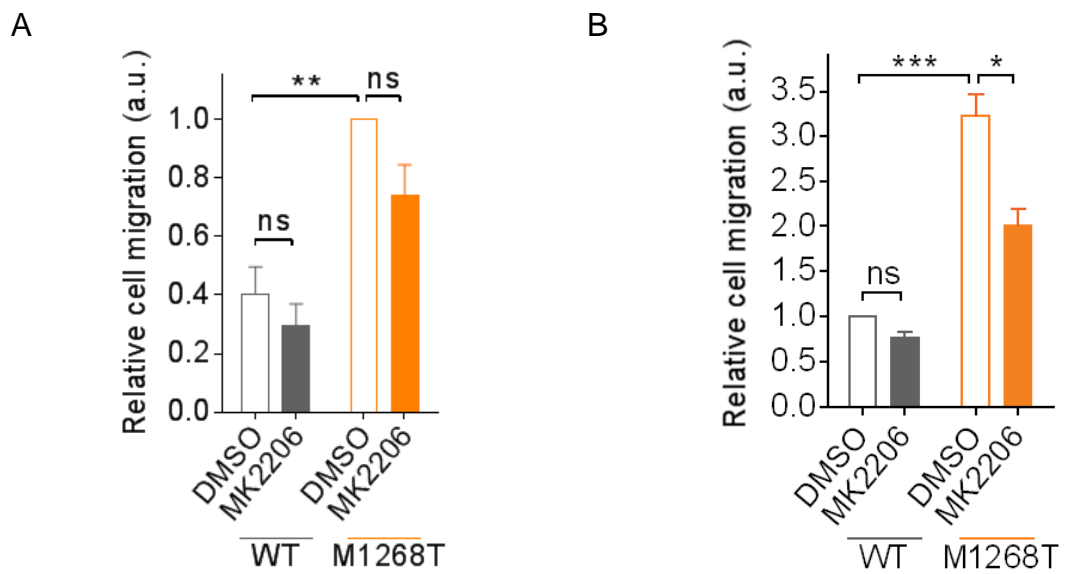 A
Relative cell migration (a.u.)
1.0
0.8
0.6
0.4
0.2
0.0
**
ns
ns
DMSO
MK2206
DMSO
MK2206
WT
M1268T
B
Relative cell migration (a.u.)
3.5
3.0
2.5
2.0
1.5
1.0
0.5
0.0
***
*
ns
DMSO
MK2206
DMSO
MK2206
WT
M1268T